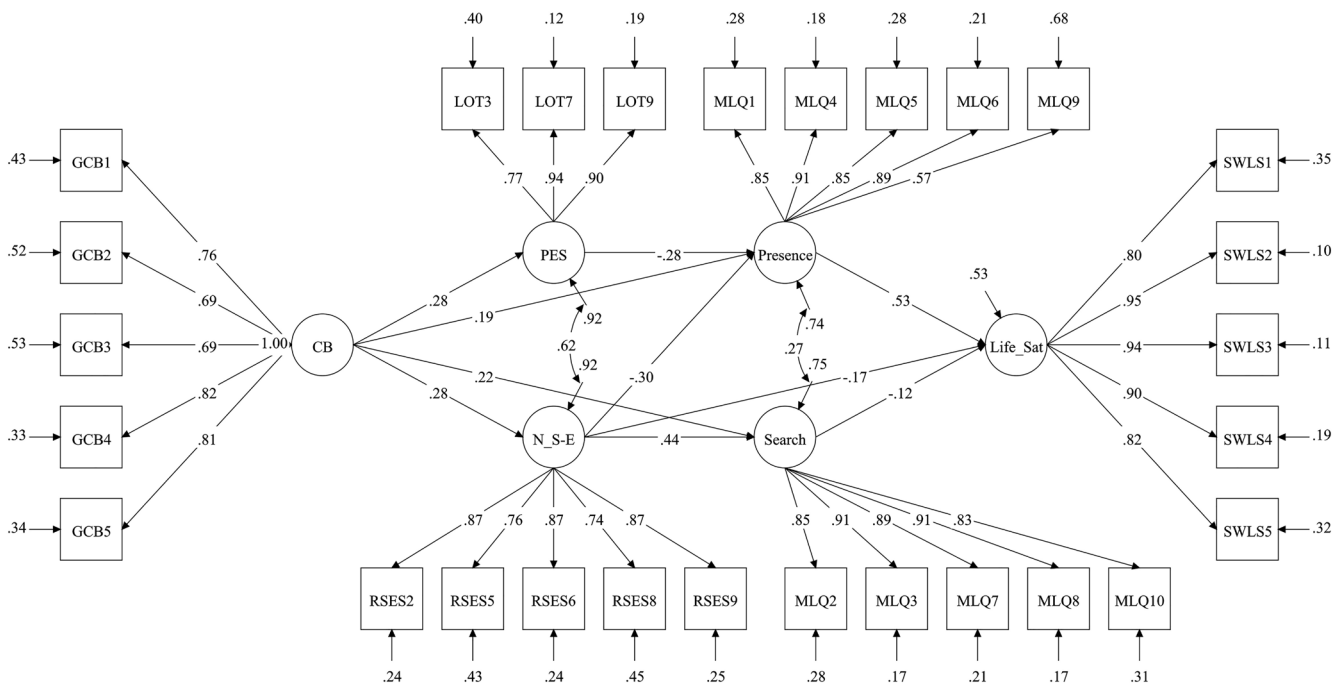 .40 .12 .19 .28 .18 .28 .21 .68
LOT3 LOT7 LOT9 MLQ1 MLQ4 MLQ5 MLQ6 MLQ9
.43 GCB1 SWLS1 .35
.77 .94 .90 .85 .91 .85 .89 .57
.52 GCB2 .76 PES -.28 Presence .80 SWLS2 .10
.69 .28 .19 .92 .74 .53 .53 .95
.53 GCB3 .69 1.00 CB .62 .27 Life_Sat .94 SWLS3 .11
.82 .22 .28 .92 -.30 .75 -.17 -.12 .90
.33 GCB4 .81 N_S-E .44 Search .82 SWLS4 .19
.34 GCB5 .87 .76 .87 .74 .87 .85 .91 .89 .91 .83 SWLS5 .32
RSES2 RSES5 RSES6 RSES8 RSES9 MLQ2 MLQ3 MLQ7 MLQ8 MLQ10
.24 .43 .24 .45 .25 .28 .17 .21 .17 .31